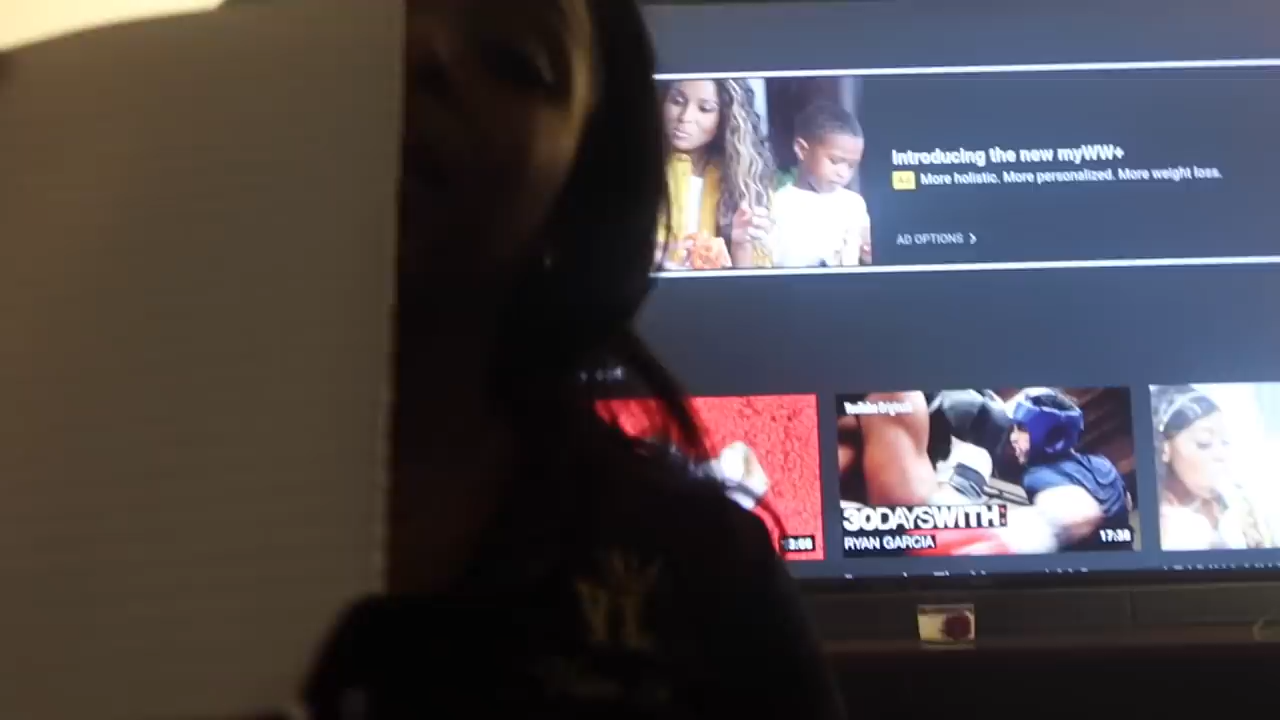 Introducing the new myWW+
Ad More holistic. More personalized. More weight loss.
AD OPTIONS
YouTube Originals
30DAYSWITH:
RYAN GARCIA
3:06
17:38